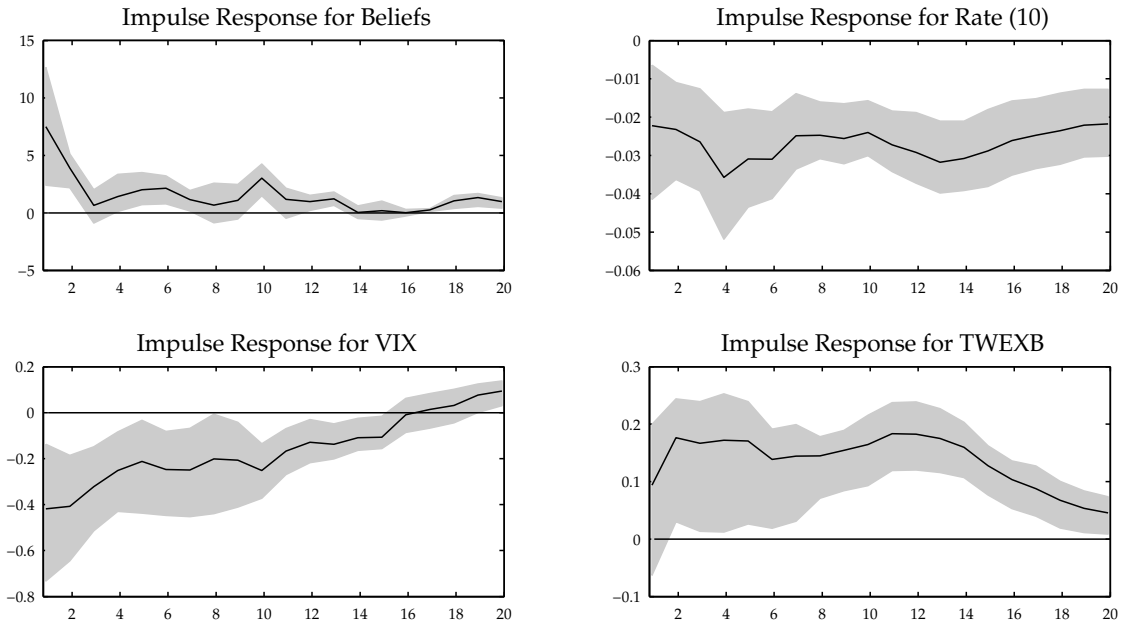 Impulse Response for Beliefs
15
10
5
0
−5
2 4 6 8 10 12 14 16 18 20
Impulse Response for Rate (10)
0
−0.01
−0.02
−0.03
−0.04
−0.05
−0.06
2 4 6 8 10 12 14 16 18 20
Impulse Response for VIX
0.2
0
−0.2
−0.4
−0.6
−0.8
2 4 6 8 10 12 14 16 18 20
Impulse Response for TWEXB
0.3
0.2
0.1
0
−0.1
2 4 6 8 10 12 14 16 18 20